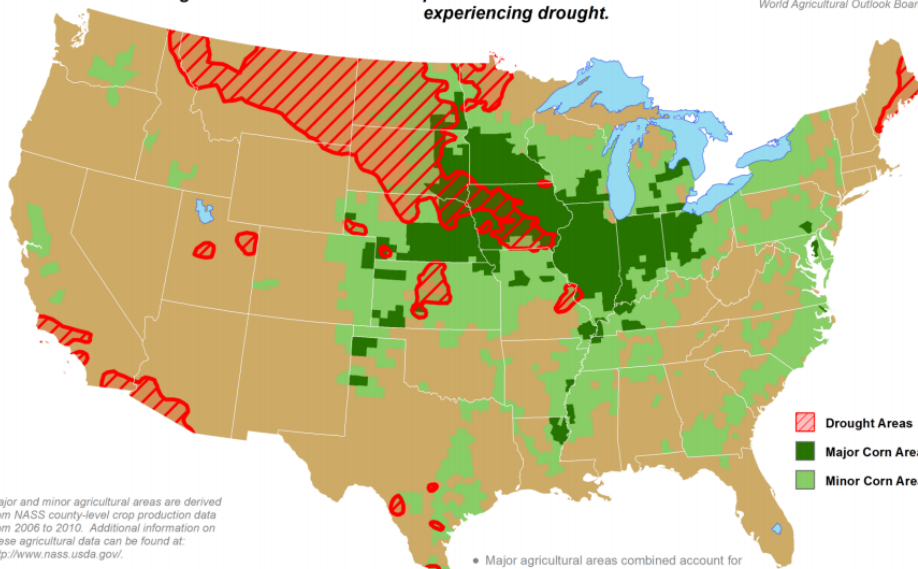 experiencing drought.
World Agricultural Outlook Boar
Drought Areas
Major Corn Area
Minor Corn Area
ajor and minor agricultural areas are derived
om NASS county-level crop production data
om 2006 to 2010. Additional information on
ese agricultural data can be found at:
tp://www.nass.usda.gov/.
● Major agricultural areas combined account for